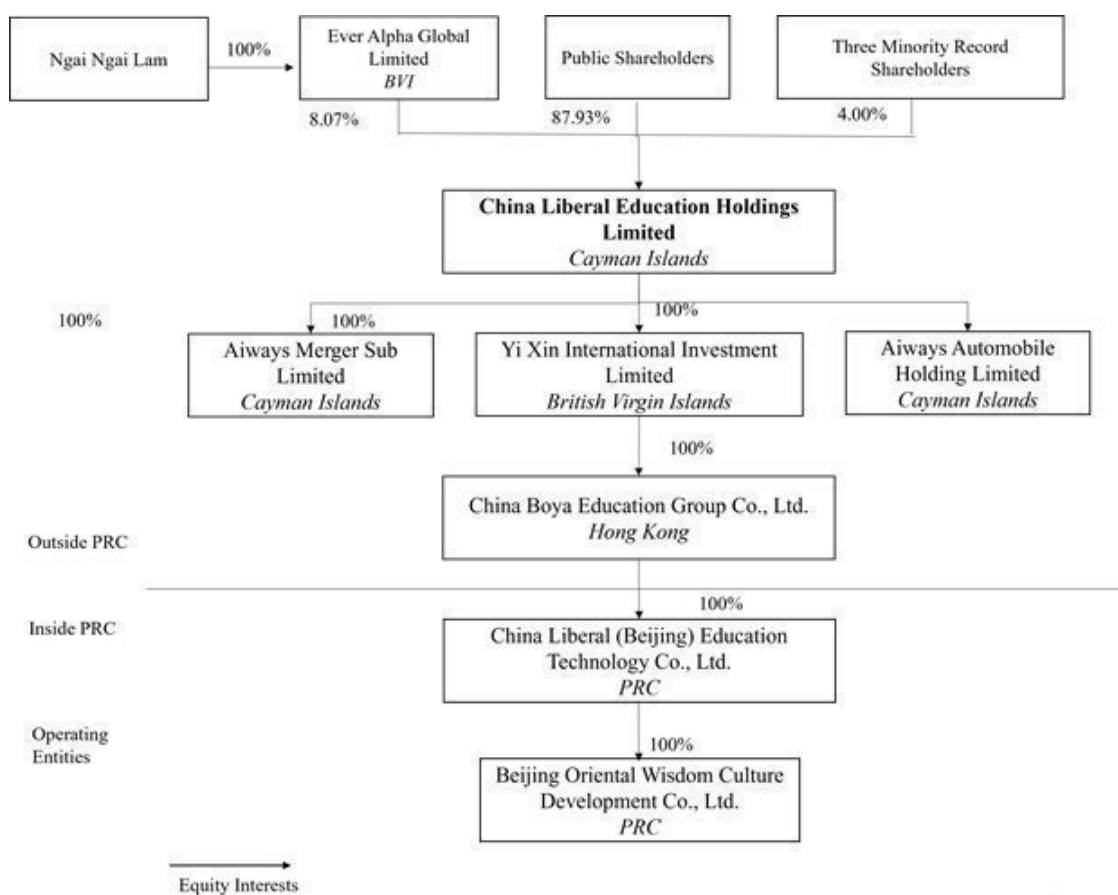 Ngai Ngai Lam
100%
Ever Alpha Global
Limited
BVI
Public Shareholders
Three Minority Record
Shareholders
8.07%
87.93%
4.00%
China Liberal Education Holdings
Limited
Cayman Islands
100%
100%
100%
Aiways Merger Sub
Limited
Cayman Islands
Yi Xin International Investment
Limited
British Virgin Islands
Aiways Automobile
Holding Limited
Cayman Islands
100%
China Boya Education Group Co., Ltd.
Hong Kong
Outside PRC
Inside PRC
100%
China Liberal (Beijing) Education
Technology Co., Ltd.
PRC
Operating
Entities
100%
Beijing Oriental Wisdom Culture
Development Co., Ltd.
PRC
Equity Interests